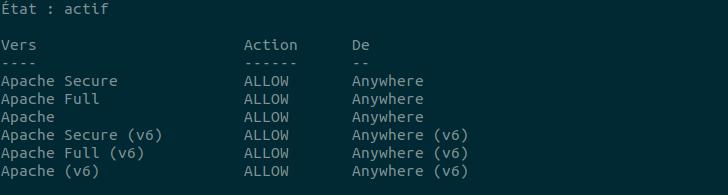 État : actif
Vers Action De
---- ------ --
Apache Secure ALLOW Anywhere
Apache Full ALLOW Anywhere
Apache ALLOW Anywhere
Apache Secure (v6) ALLOW Anywhere (v6)
Apache Full (v6) ALLOW Anywhere (v6)
Apache (v6) ALLOW Anywhere (v6)